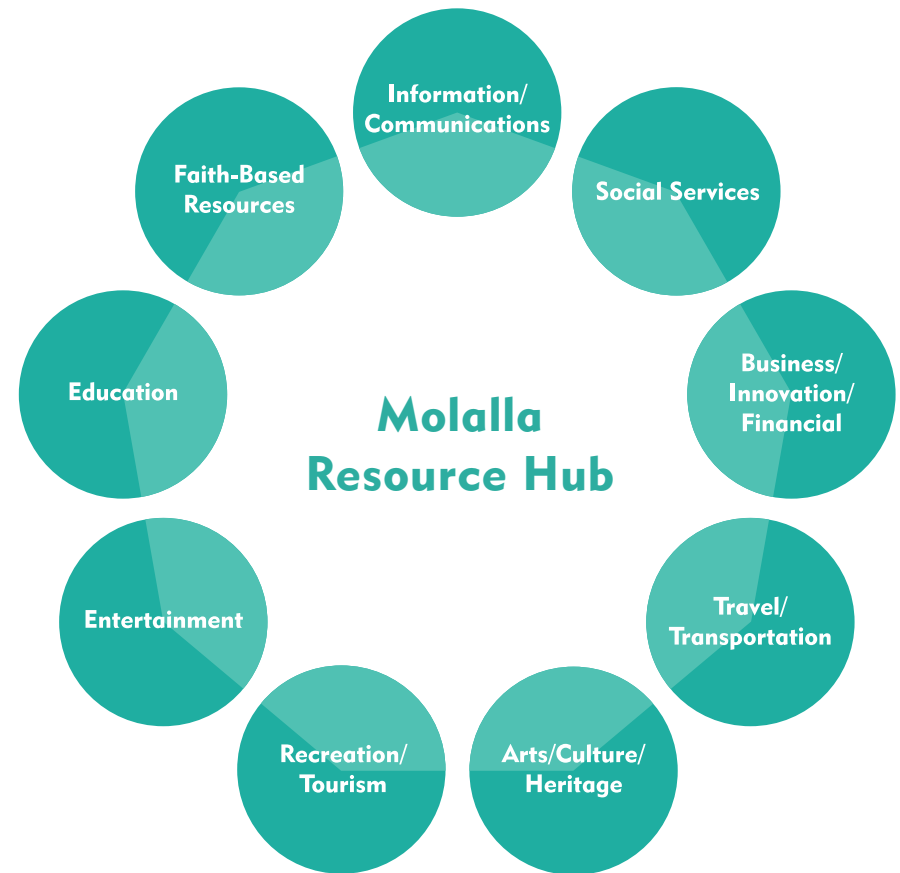 Information/
Communications
Social Services
Business/
Innovation/
Financial
Travel/
Transportation
Arts/Culture/
Heritage
Recreation/
Tourism
Entertainment
Education
Faith-Based
Resources
Molalla
Resource Hub